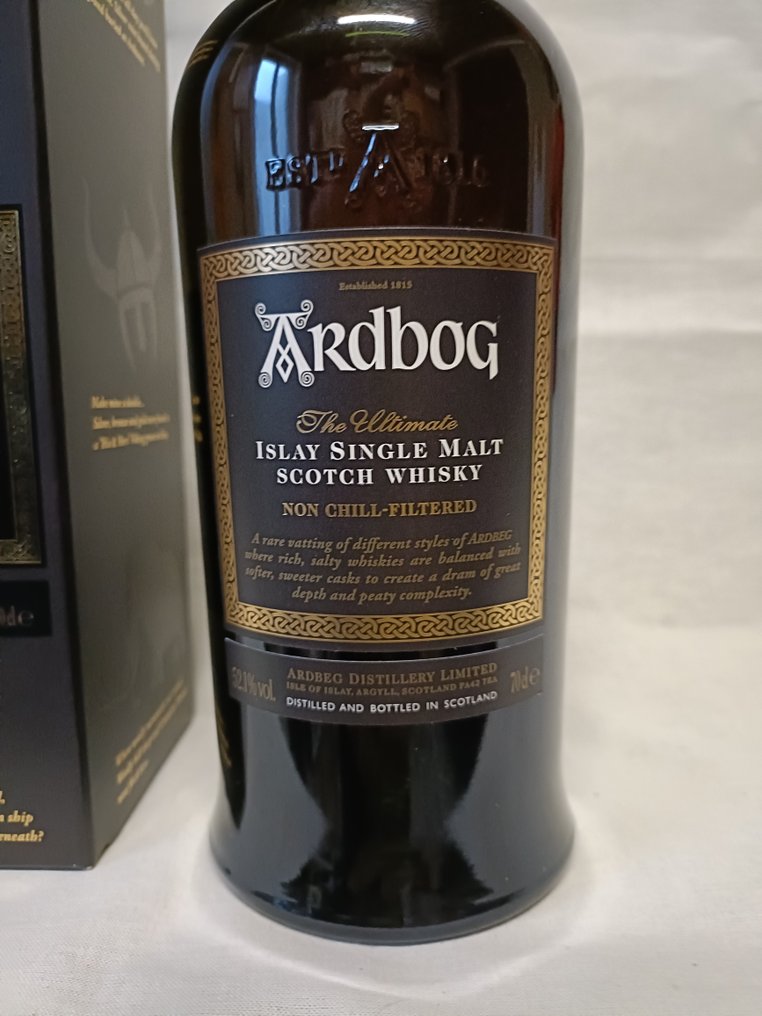 ESTD A 1815
Established 1815
ARDBOG
The Ultimate
ISLAY SINGLE MALT
SCOTCH WHISKY
NON CHILL-FILTERED
A rare vatting of different styles of ARDBEG
where rich, salty whiskies are balanced with
softer, sweeter casks to create a dram of great
depth and peaty complexity.
52.1% vol.
ARDBEG DISTILLERY LIMITED
ISLE OF ISLAY, ARGYLL, SCOTLAND PA42 7EA
DISTILLED AND BOTTLED IN SCOTLAND
70cl e
ship